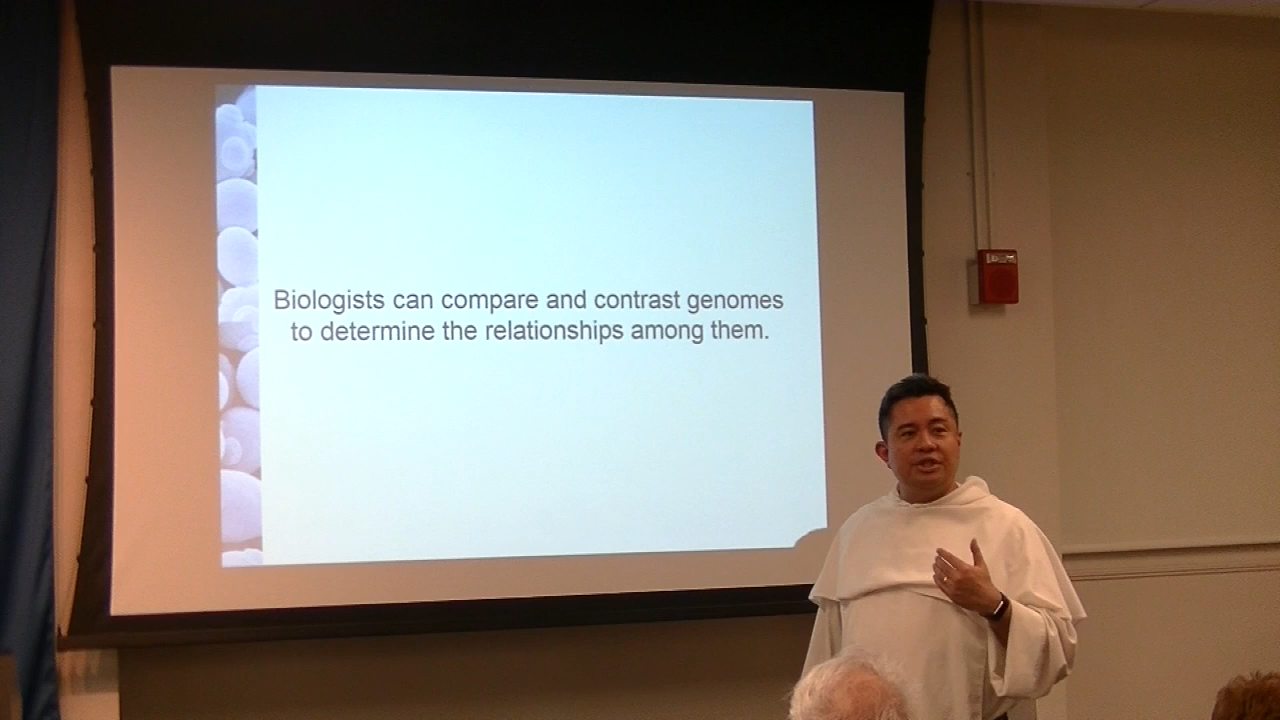 Biologists can compare and contrast genomes
to determine the relationships among them.